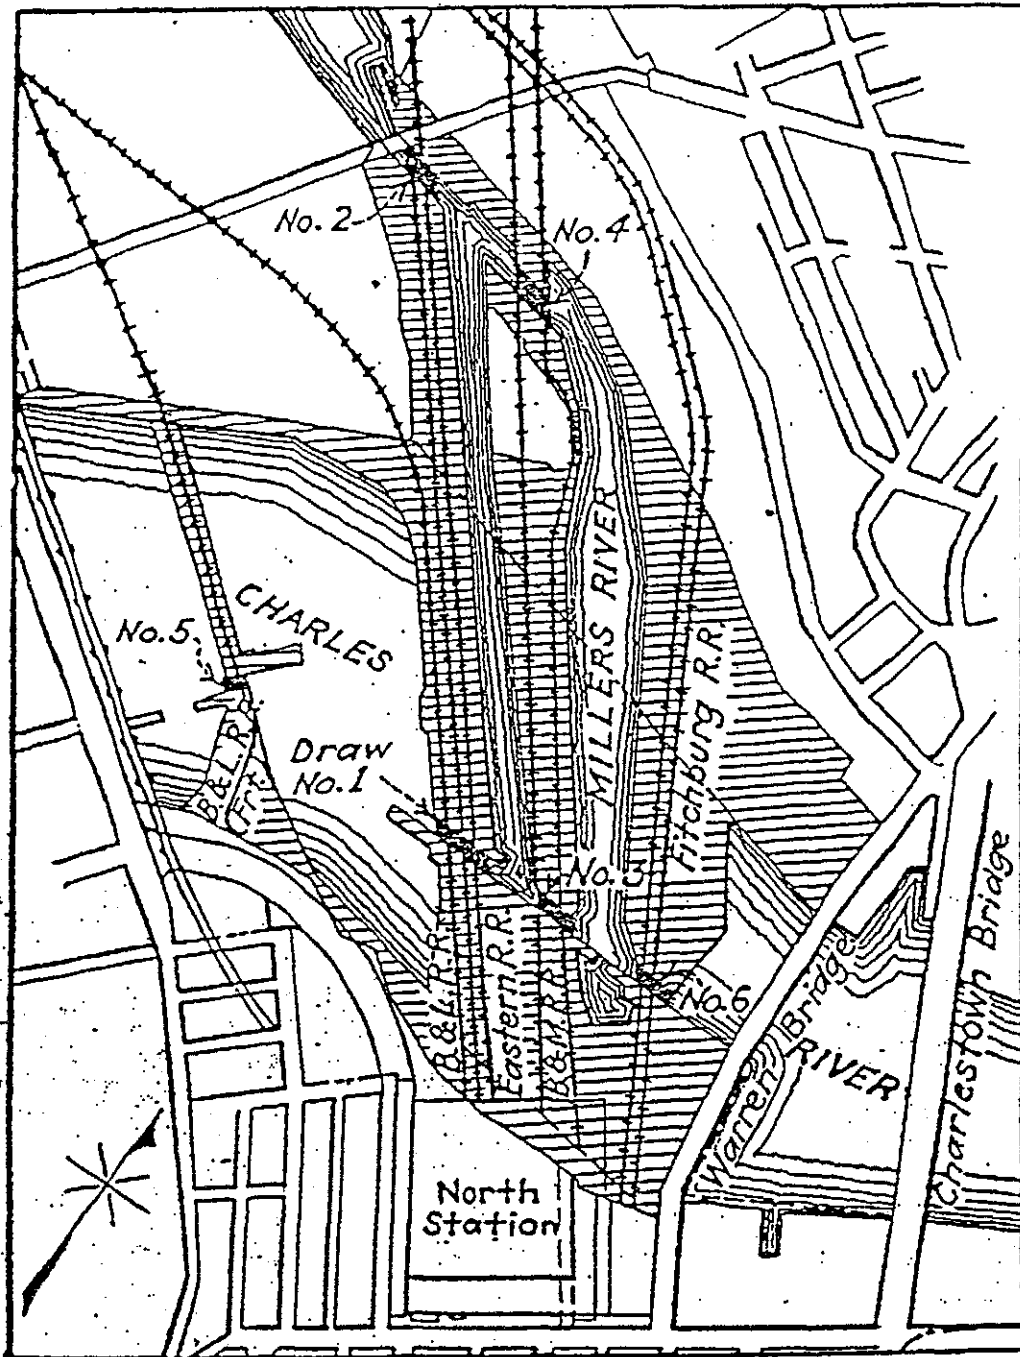 No. 2
No. 4
CHARLES
No. 5
MILLERS RIVER
Fitchburg R.R.
B. & L. R.
Frt.
Draw
No. 1
No. 3
B. & L. R.R.
Eastern R.R.
B. & M. R.R.
No. 6
Warren Bridge
RIVER
Charlestown Bridge
North
Station